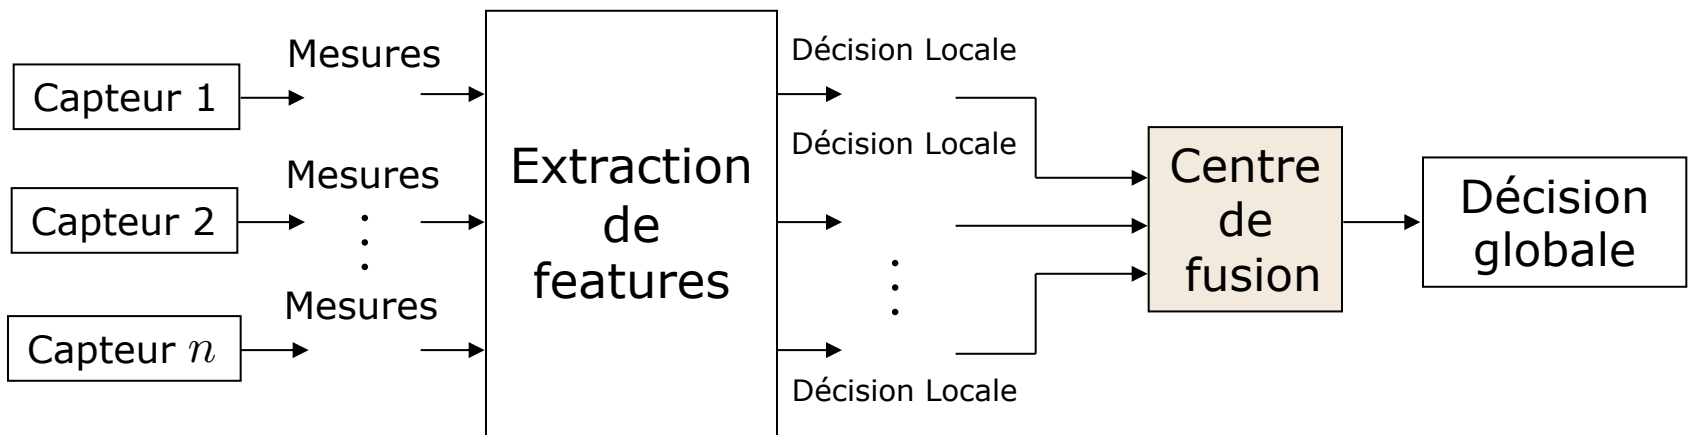 Capteur 1
Capteur 2
Capteur n
Mesures
Mesures
⋮
Mesures
Extraction
de
features
Décision Locale
Décision Locale
⋮
Décision Locale
Centre
de
fusion
Décision
globale